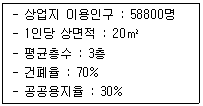 - 상업지 이용인구 : 58800명
- 1인당 상면적 : 20㎡
- 평균층수 : 3층
- 건폐율 : 70%
- 공공용지율 : 30%